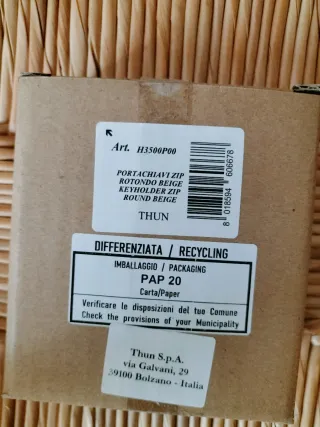 Art. H3500P00
PORTACHIAVI ZIP
ROTONDO BEIGE
KEYHOLDER ZIP
ROUND BEIGE
THUN
8 018594 606678
DIFFERENZIATA / RECYCLING
IMBALLAGGIO / PACKAGING
PAP 20
Carta/Paper
Verificare le disposizioni del tuo Comune
Check the provisions of your Municipality
Thun S.p.A.
via Galvani, 29
39100 Bolzano - Italia